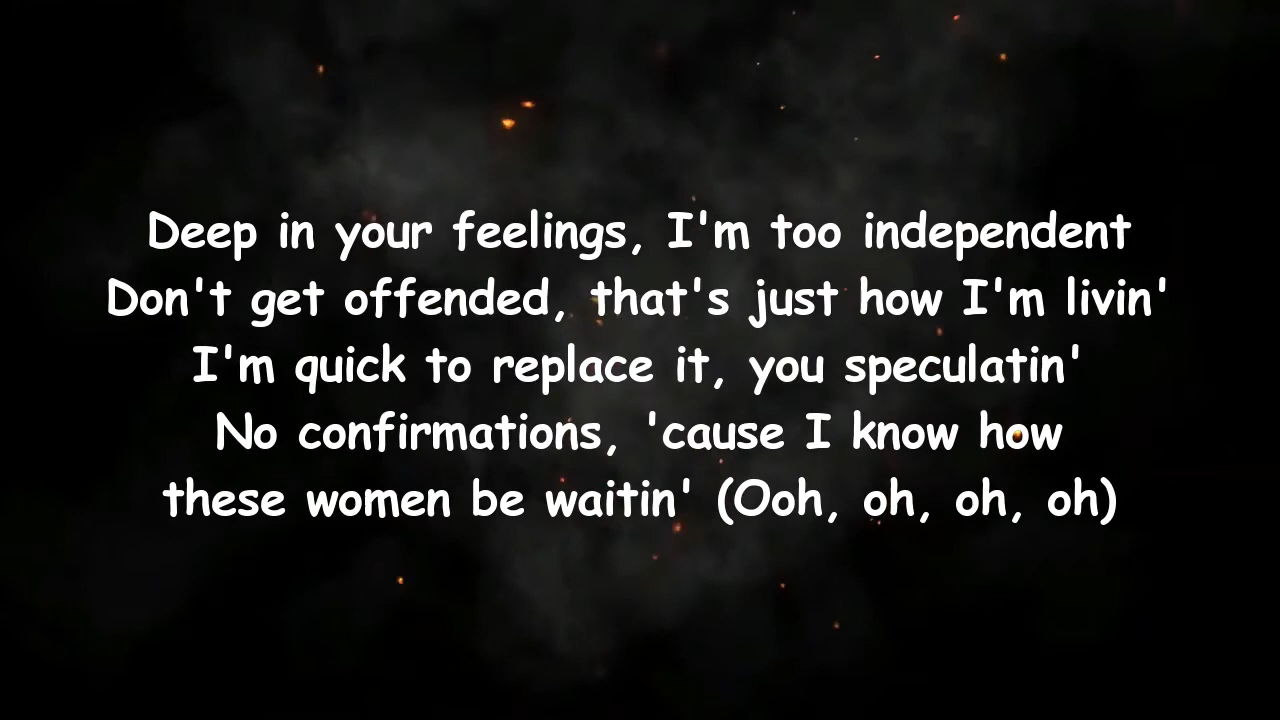 Deep in your feelings, I'm too independent
Don't get offended, that's just how I'm livin'
I'm quick to replace it, you speculatin'
No confirmations, 'cause I know how
these women be waitin' (Ooh, oh, oh, oh)